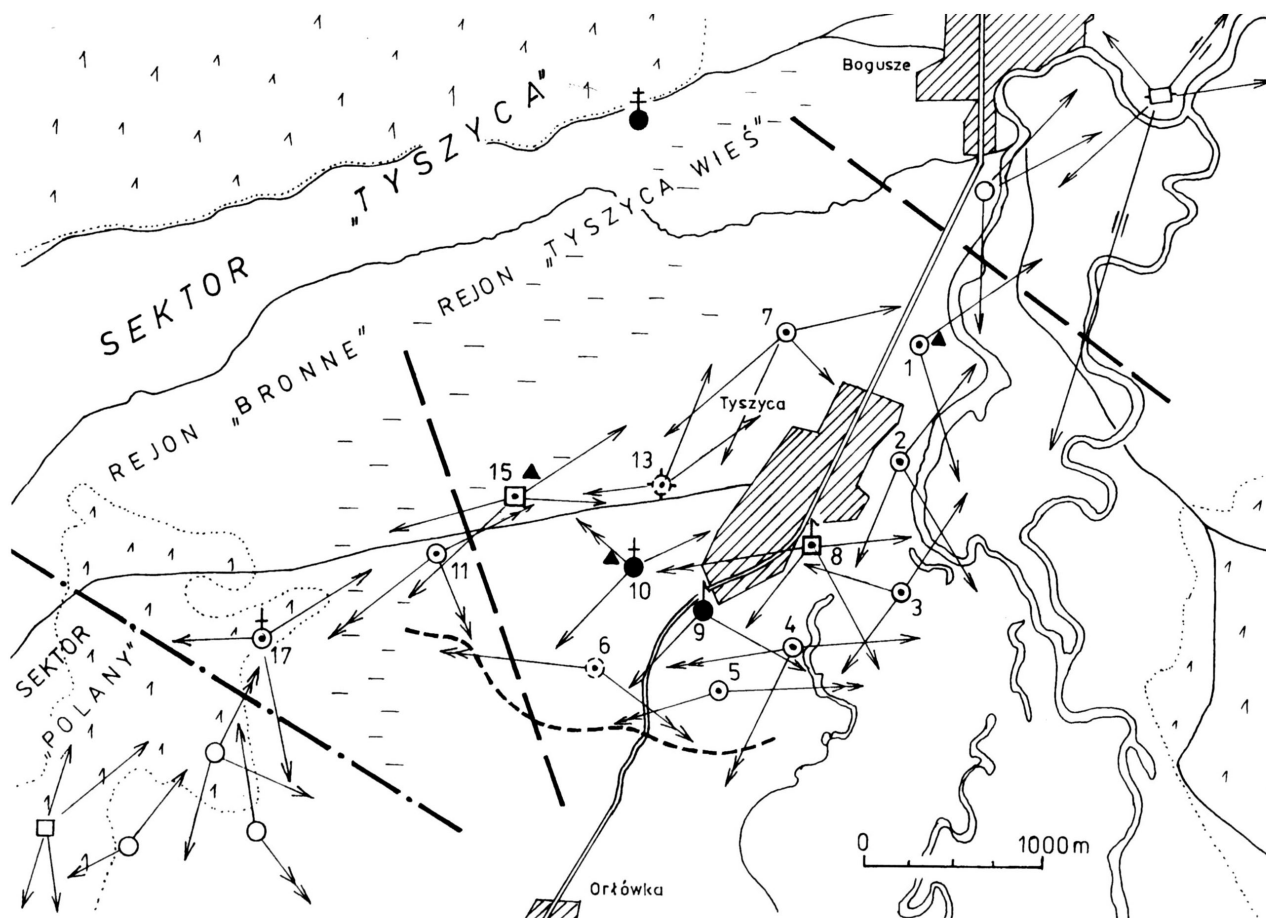 Bogusze
SEKTOR „TYSZYCA”
REJON „BRONNE”
REJON „TYSZYCA WIEŚ”
7
1
Tyszyca
2
13
15
8
11
10
3
9
4
6
17
5
SEKTOR
„POLANY”
0 1000 m
Orłówka